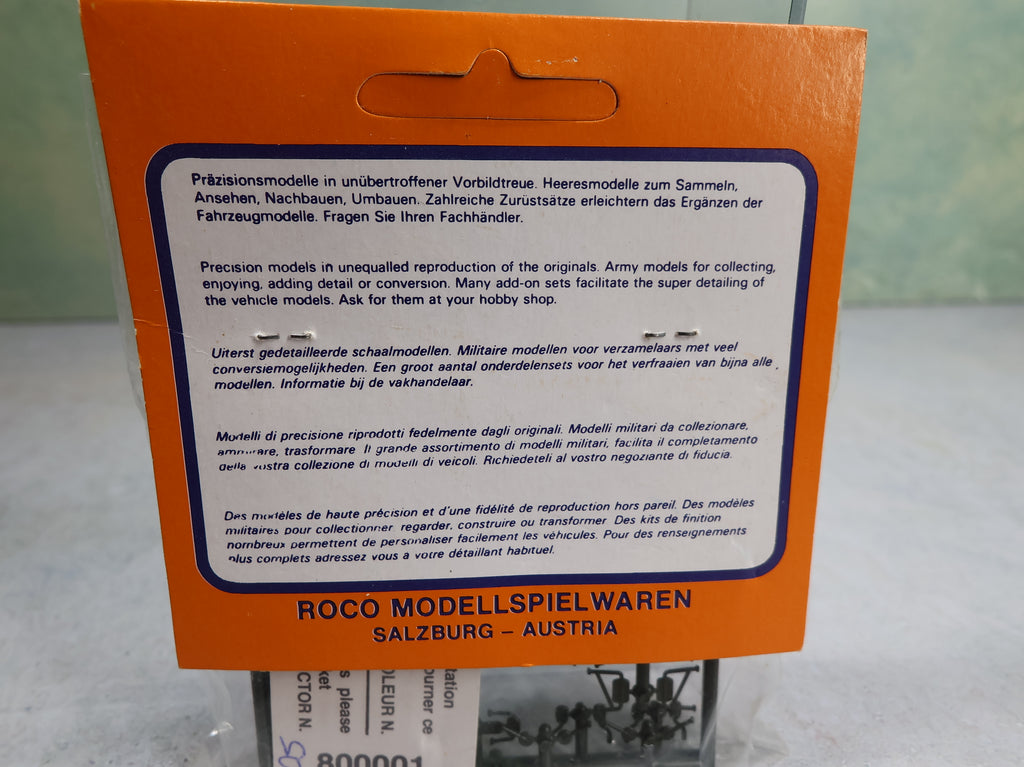 Präzisionsmodelle in unübertroffener Vorbildtreue. Heeresmodelle zum Sammeln,
Ansehen, Nachbauen, Umbauen. Zahlreiche Zurüstsätze erleichtern das Ergänzen der
Fahrzeugmodelle. Fragen Sie Ihren Fachhändler.
Precision models in unequalled reproduction of the originals. Army models for collecting,
enjoying, adding detail or conversion. Many add-on sets facilitate the super detailing of
the vehicle models. Ask for them at your hobby shop.
Uiterst gedetailleerde schaalmodellen. Militaire modellen voor verzamelaars met veel
conversiemogelijkheden. Een groot aantal onderdelensets voor het verfraaien van bijna alle
modellen. Informatie bij de vakhandelaar.
Modelli di precisione riprodotti fedelmente dagli originali. Modelli militari da collezionare,
trasformare. Il grande assortimento di modelli militari, facilita il completamento
della vostra collezione di modelli di veicoli. Richiedeteli al vostro negoziante di fiducia.
Des modèles de haute précision et d'une fidélité de reproduction hors pareil. Des modèles
militaires pour collectionner, regarder, construire ou transformer. Des kits de finition
nombreux permettent de personaliser facilement les véhicules. Pour des renseignements
plus complets adressez vous à votre détaillant habituel.
ROCO MODELLSPIELWAREN
SALZBURG – AUSTRIA
tation
ourner ce
OLEUR N.
s please
ket
CTOR N.
800001
05